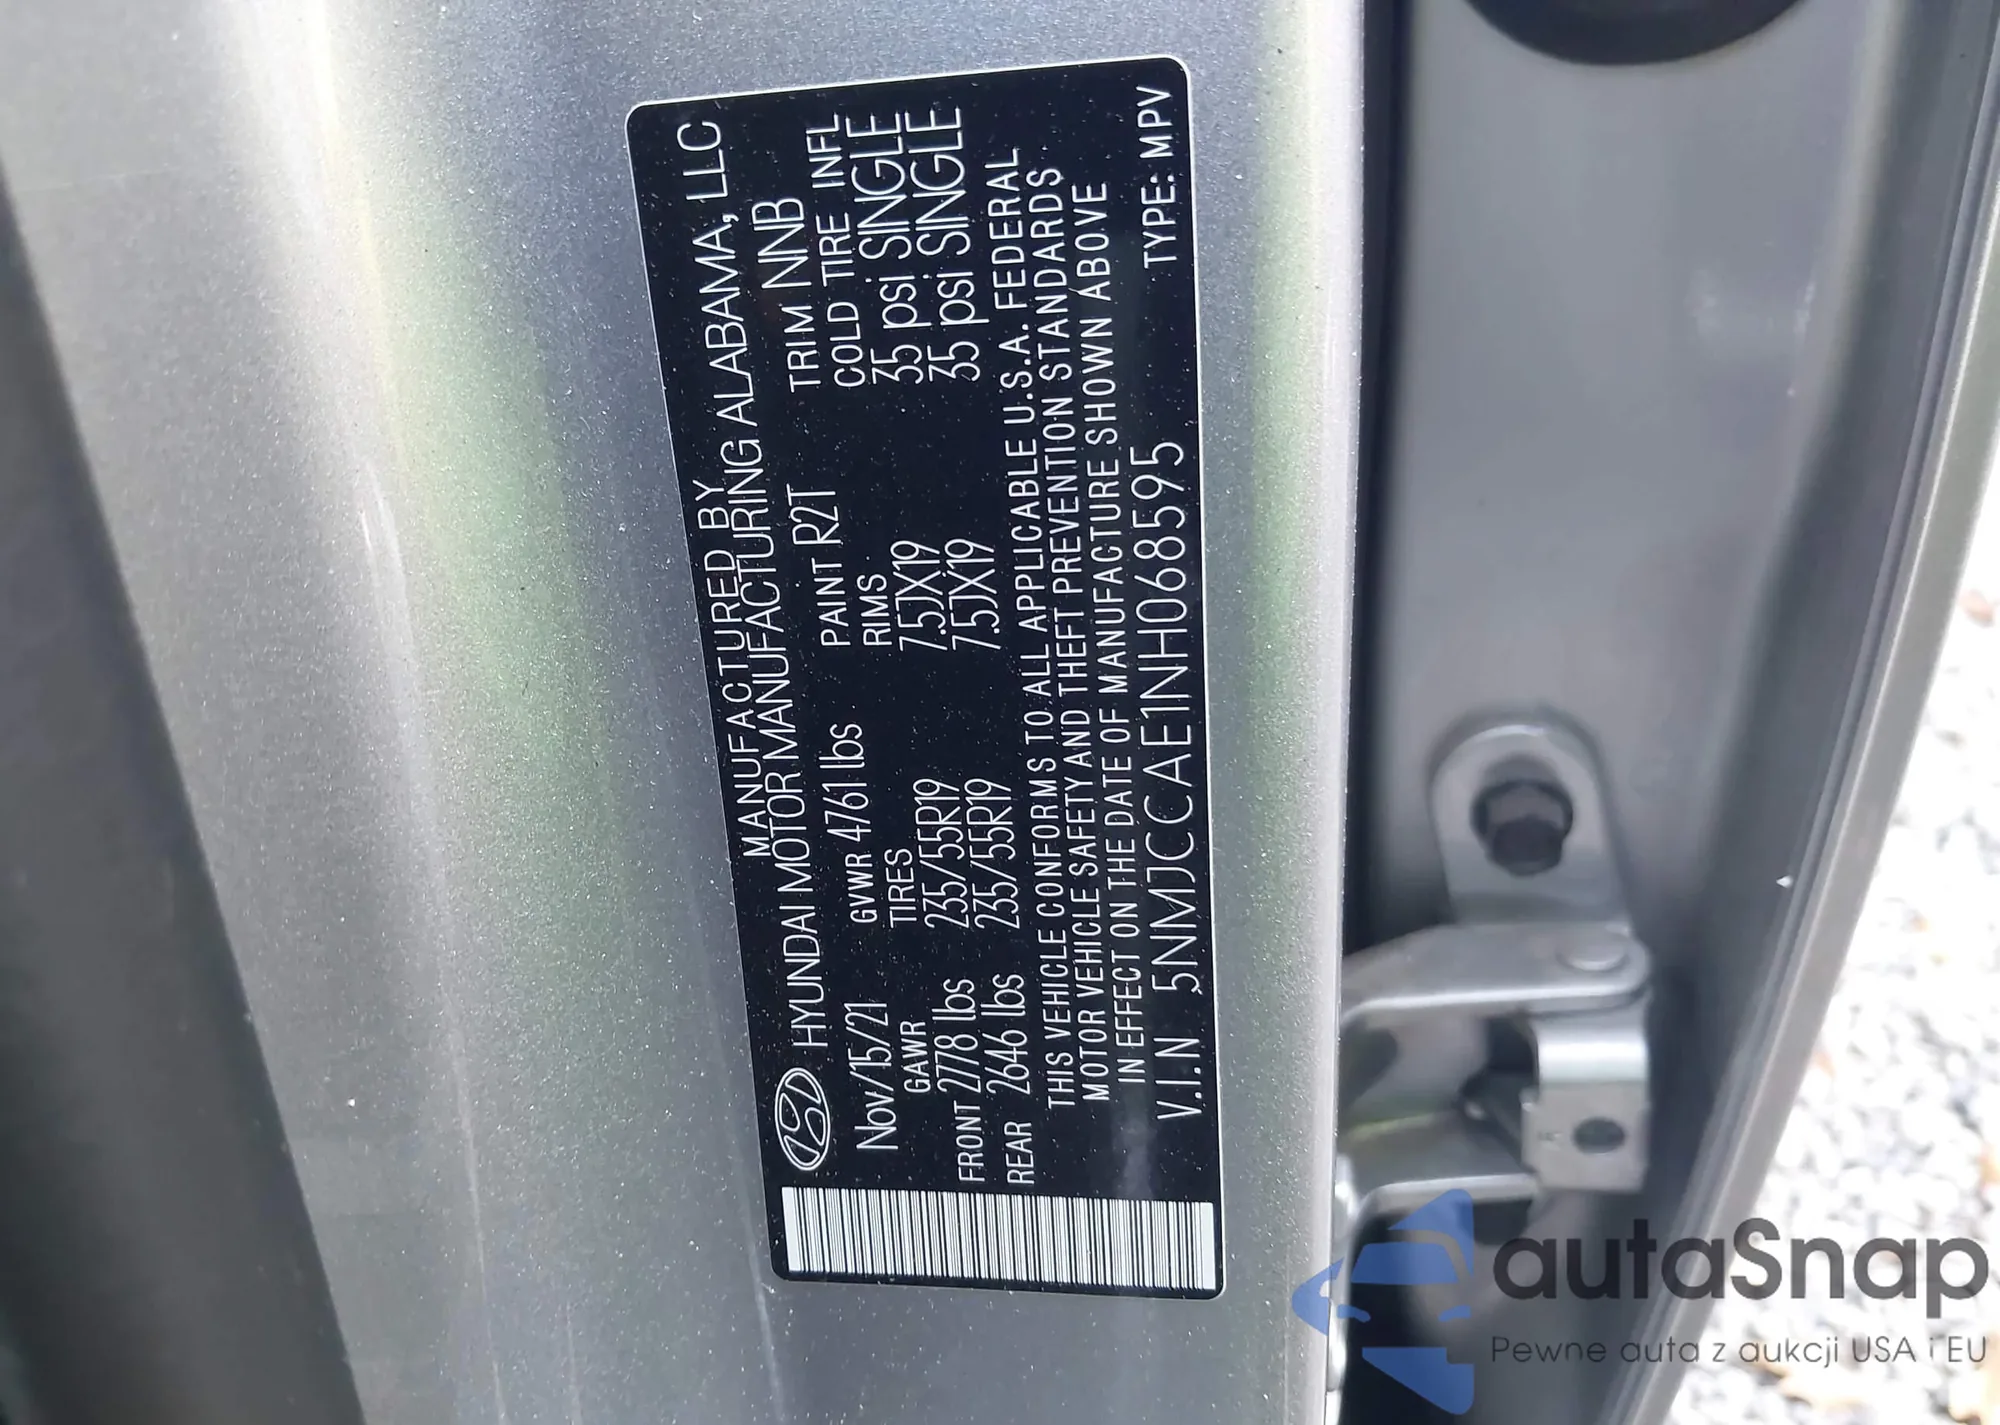 MANUFACTURED BY
HYUNDAI MOTOR MANUFACTURING ALABAMA, LLC
Nov/15/21 GVWR 4761 lbs PAINT R2T TRIM NNB
GAWR TIRES RIMS COLD TIRE INFL
FRONT 2778 lbs 235/55R19 7.5JX19 35 psi SINGLE
REAR 2646 lbs 235/55R19 7.5JX19 35 psi SINGLE
THIS VEHICLE CONFORMS TO ALL APPLICABLE U.S.A. FEDERAL
MOTOR VEHICLE SAFETY AND THEFT PREVENTION STANDARDS
IN EFFECT ON THE DATE OF MANUFACTURE SHOWN ABOVE
V.I.N 5NMJCCAE1NH068595 TYPE: MPV
autaSnap
Pewne auta z aukcji USA i EU